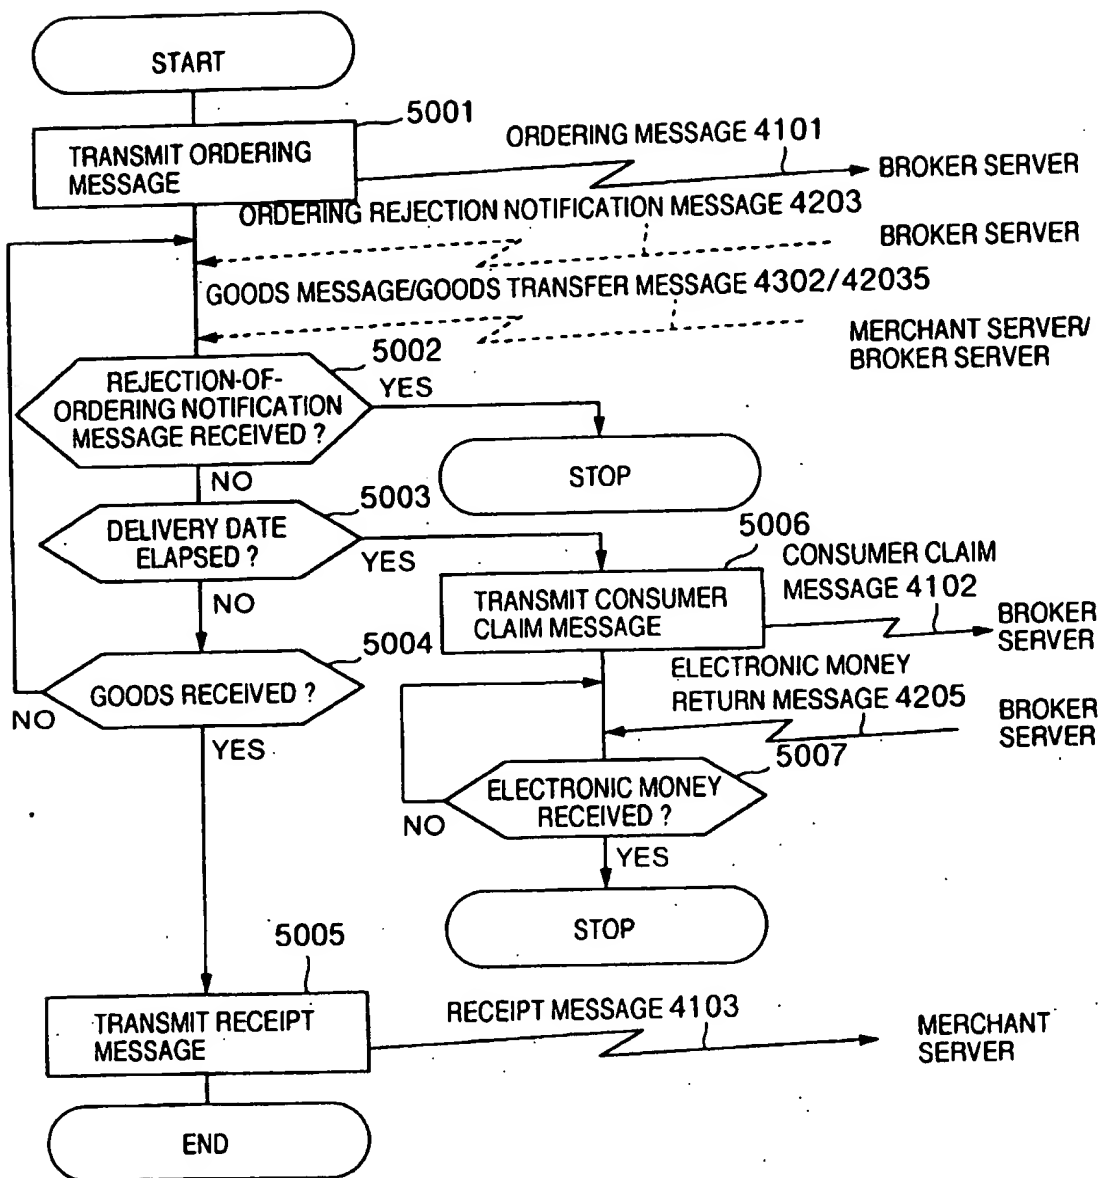 START
5001
TRANSMIT ORDERING
MESSAGE
ORDERING MESSAGE 4101
BROKER SERVER
ORDERING REJECTION NOTIFICATION MESSAGE 4203
BROKER SERVER
GOODS MESSAGE/GOODS TRANSFER MESSAGE 4302/42035
MERCHANT SERVER/
BROKER SERVER
5002
REJECTION-OF-
ORDERING NOTIFICATION
MESSAGE RECEIVED ?
YES
STOP
NO
5003
DELIVERY DATE
ELAPSED ?
YES
NO
5006
TRANSMIT CONSUMER
CLAIM MESSAGE
CONSUMER CLAIM
MESSAGE 4102
BROKER
SERVER
5004
GOODS RECEIVED ?
NO
YES
ELECTRONIC MONEY
RETURN MESSAGE 4205
BROKER
SERVER
5007
ELECTRONIC MONEY
RECEIVED ?
NO
YES
STOP
5005
TRANSMIT RECEIPT
MESSAGE
RECEIPT MESSAGE 4103
MERCHANT
SERVER
END